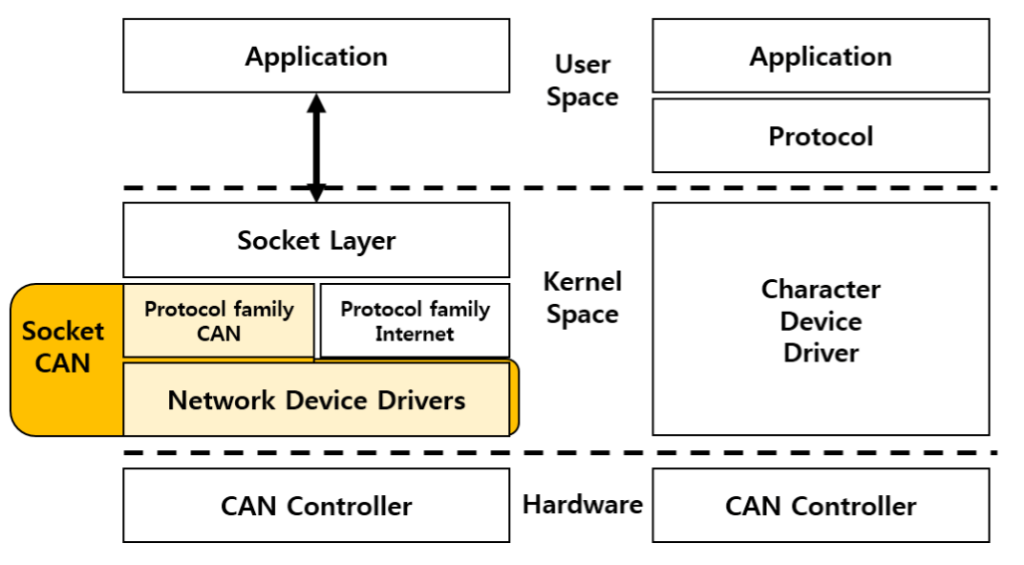 Application
User
Space
Application
Protocol
Socket Layer
Kernel
Space
Character
Device
Driver
Socket
CAN
Protocol family
CAN
Protocol family
Internet
Network Device Drivers
CAN Controller
Hardware
CAN Controller